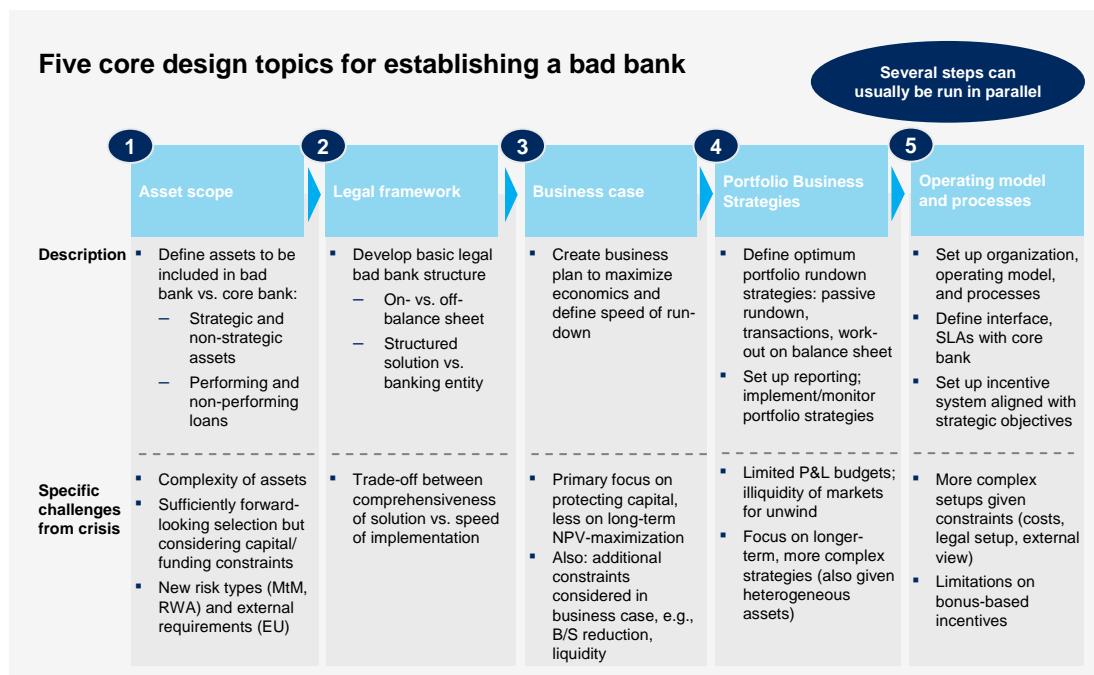 Five core design topics for establishing a bad bank
Several steps can
usually be run in parallel
1
Asset scope
2
Legal framework
3
Business case
4
Portfolio Business
Strategies
5
Operating model
and processes
Description
▪ Define assets to be
included in bad
bank vs. core bank:
– Strategic and
non-strategic
assets
– Performing and
non-performing
loans
▪ Develop basic legal
bad bank structure
– On- vs. off-
balance sheet
– Structured
solution vs.
banking entity
▪ Create business
plan to maximize
economics and
define speed of run-
down
▪ Define optimum
portfolio rundown
strategies: passive
rundown,
transactions, work-
out on balance sheet
▪ Set up reporting;
implement/monitor
portfolio strategies
▪ Set up organization,
operating model,
and processes
▪ Define interface,
SLAs with core
bank
▪ Set up incentive
system aligned with
strategic objectives
Specific
challenges
from crisis
▪ Complexity of assets
▪ Sufficiently forward-
looking selection but
considering capital/
funding constraints
▪ New risk types (MtM,
RWA) and external
requirements (EU)
▪ Trade-off between
comprehensiveness
of solution vs. speed
of implementation
▪ Primary focus on
protecting capital,
less on long-term
NPV-maximization
▪ Also: additional
constraints
considered in
business case, e.g.,
B/S reduction,
liquidity
▪ Limited P&L budgets;
illiquidity of markets
for unwind
▪ Focus on longer-
term, more complex
strategies (also given
heterogeneous
assets)
▪ More complex
setups given
constraints (costs,
legal setup, external
view)
▪ Limitations on
bonus-based
incentives